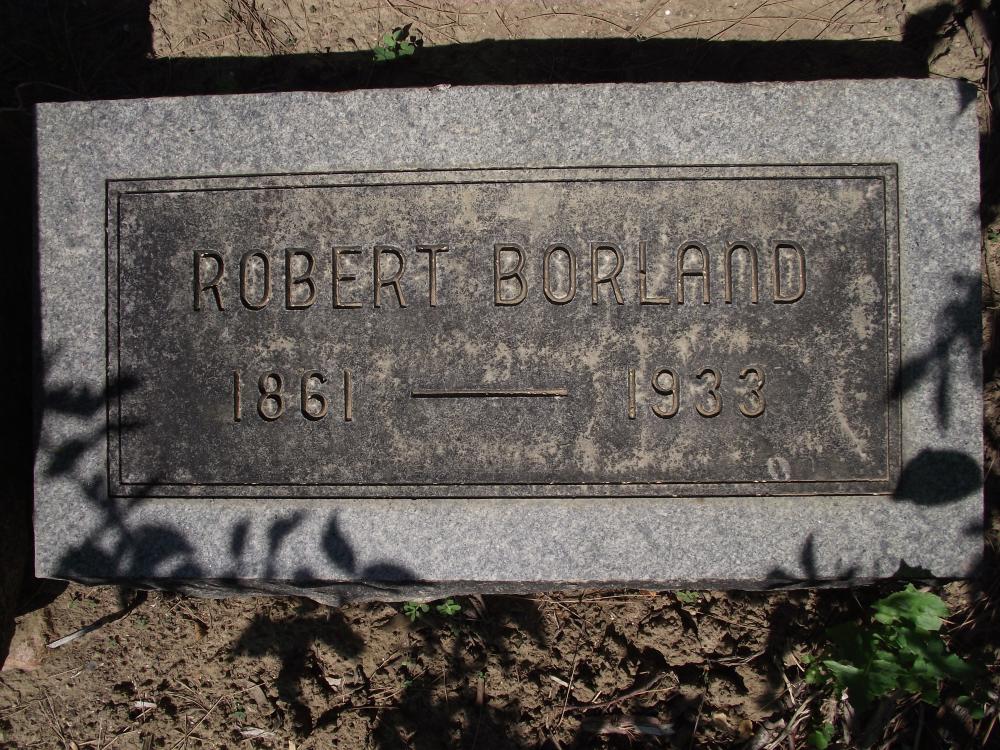 ROBERT BORLAND
1861 — 1933